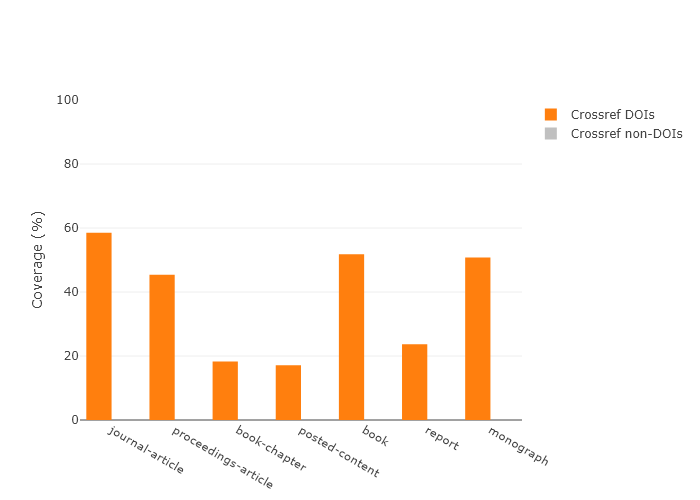 100
80
60
40
20
0
Coverage (%)
journal-article
proceedings-article
book-chapter
posted-content
book
report
monograph
Crossref DOIs
Crossref non-DOIs